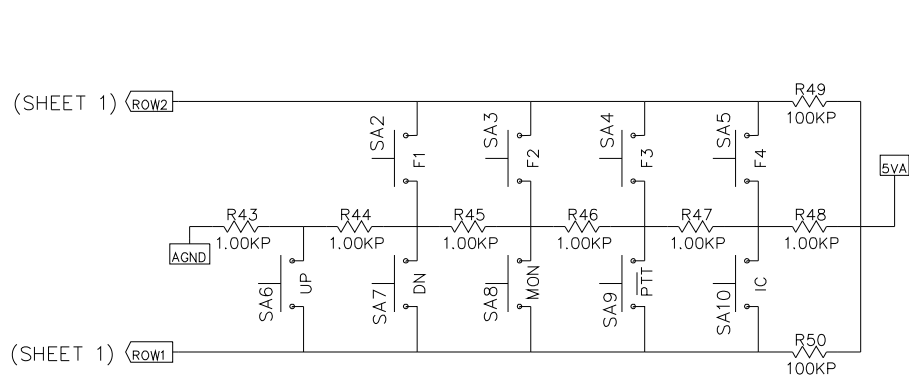 (SHEET 1) ROW2
R49
100KP
SA2
F1
SA3
F2
SA4
F3
SA5
F4
5VA
R43
1.00KP
R44
1.00KP
R45
1.00KP
R46
1.00KP
R47
1.00KP
R48
1.00KP
AGND
SA6
UP
SA7
DN
SA8
MON
SA9
PTT
SA10
IC
(SHEET 1) ROW1
R50
100KP